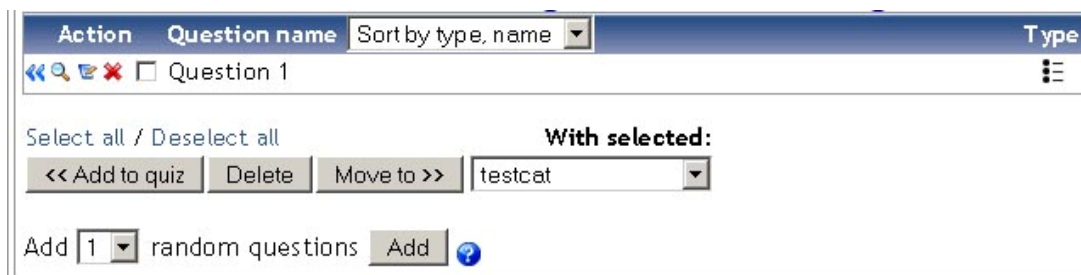 Action Question name Sort by type, name Type
Question 1
Select all / Deselect all With selected:
<< Add to quiz Delete Move to >> testcat
Add 1 random questions Add ?